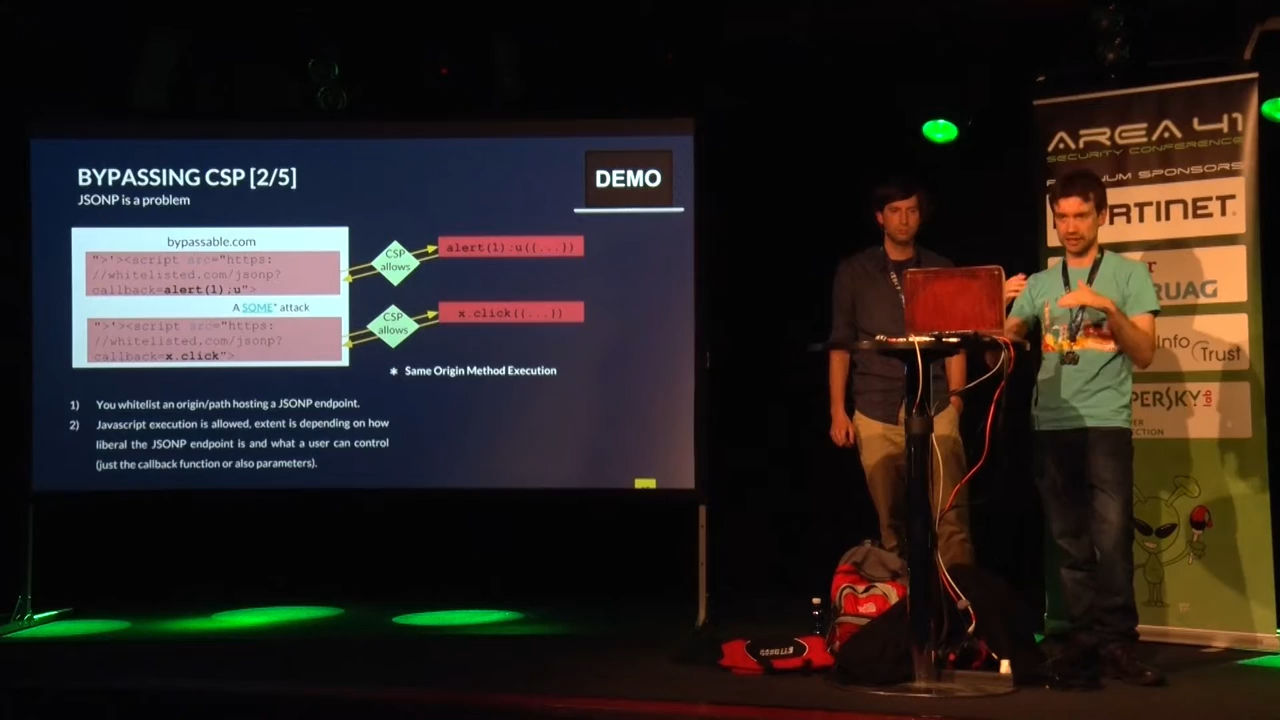 BYPASSING CSP [2/5]
JSONP is a problem
DEMO
bypassable.com
">'><script src="https:
//whitelisted.com/jsonp?
callback=alert(1);u">
CSP
allows
alert(1);u({...})
A SOME* attack
">'><script src="https:
//whitelisted.com/jsonp?
callback=x.click">
CSP
allows
x.click({...})
* Same Origin Method Execution
1) You whitelist an origin/path hosting a JSONP endpoint.
2) Javascript execution is allowed, extent is depending on how
liberal the JSONP endpoint is and what a user can control
(just the callback function or also parameters).
AREA 41
SECURITY CONFERENCE
SPONSORS
RTINET
RUAG
Info
Trust
PERSKY
lab